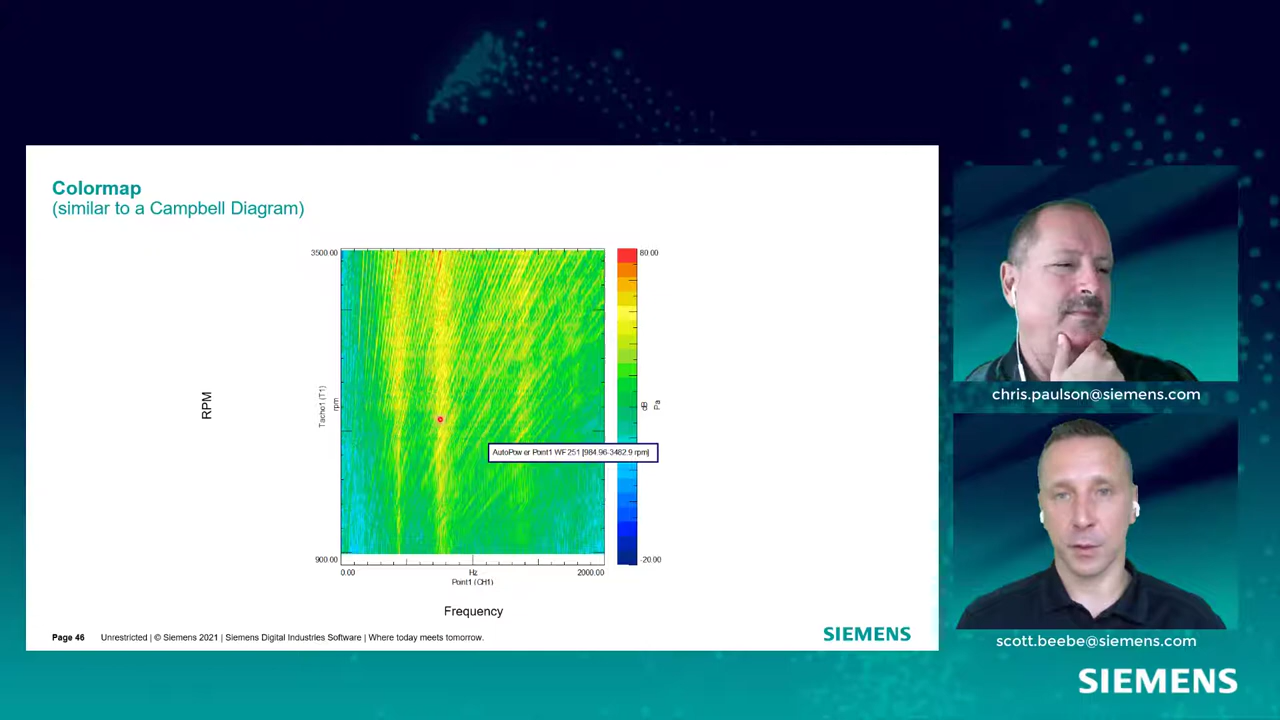 Colormap
(similar to a Campbell Diagram)
3500.00
80.00
RPM
Tacho1 (T1)
rpm
dB
Pa
AutoPower Point1 WF 251 [984.96-3482.9 rpm]
900.00
-20.00
0.00
Hz
2000.00
Point1 (CH1)
Frequency
Page 46 Unrestricted | © Siemens 2021 | Siemens Digital Industries Software | Where today meets tomorrow.
SIEMENS
chris.paulson@siemens.com
scott.beebe@siemens.com
SIEMENS